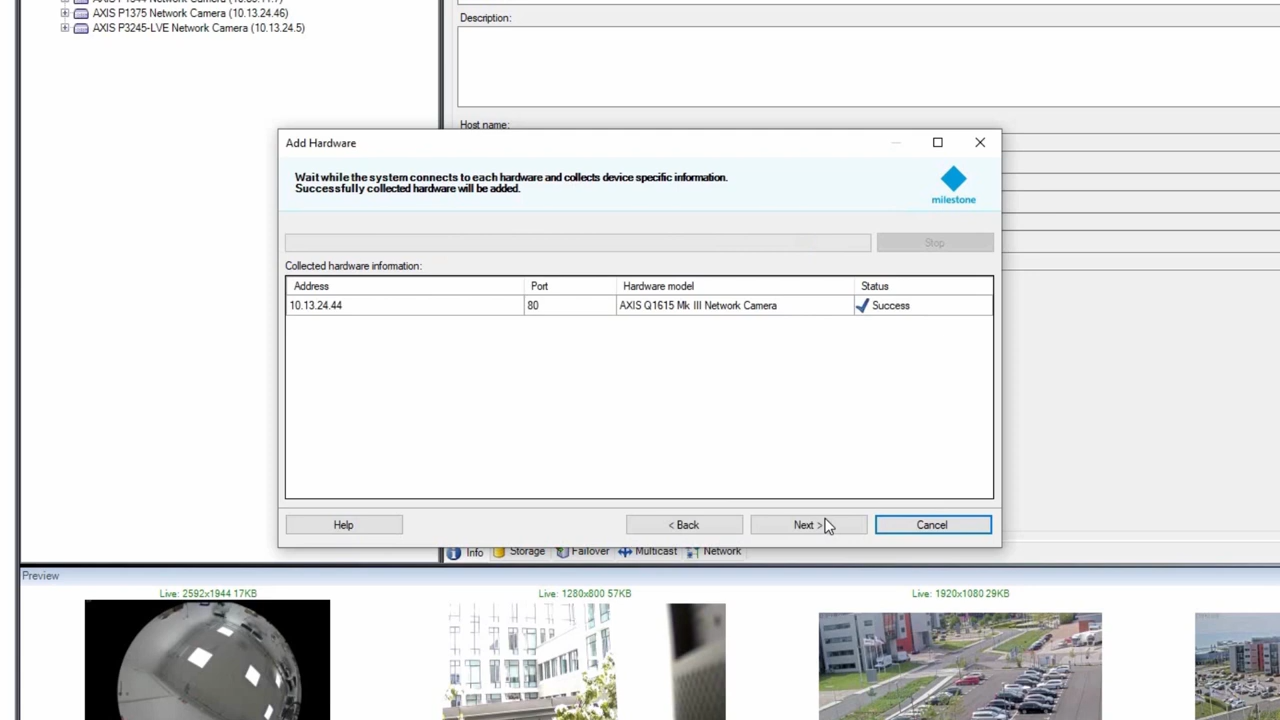 AXIS P1375 Network Camera (10.13.24.46)
AXIS P3245-LVE Network Camera (10.13.24.5)
Description:
Host name:
Add Hardware
Wait while the system connects to each hardware and collects device specific information.
Successfully collected hardware will be added.
milestone
Stop
Collected hardware information:
Address Port Hardware model Status
10.13.24.44 80 AXIS Q1615 Mk III Network Camera Success
Help < Back Next > Cancel
Info Storage Failover Multicast Network
Preview
Live: 2592x1944 17KB Live: 1280x800 57KB Live: 1920x1080 29KB